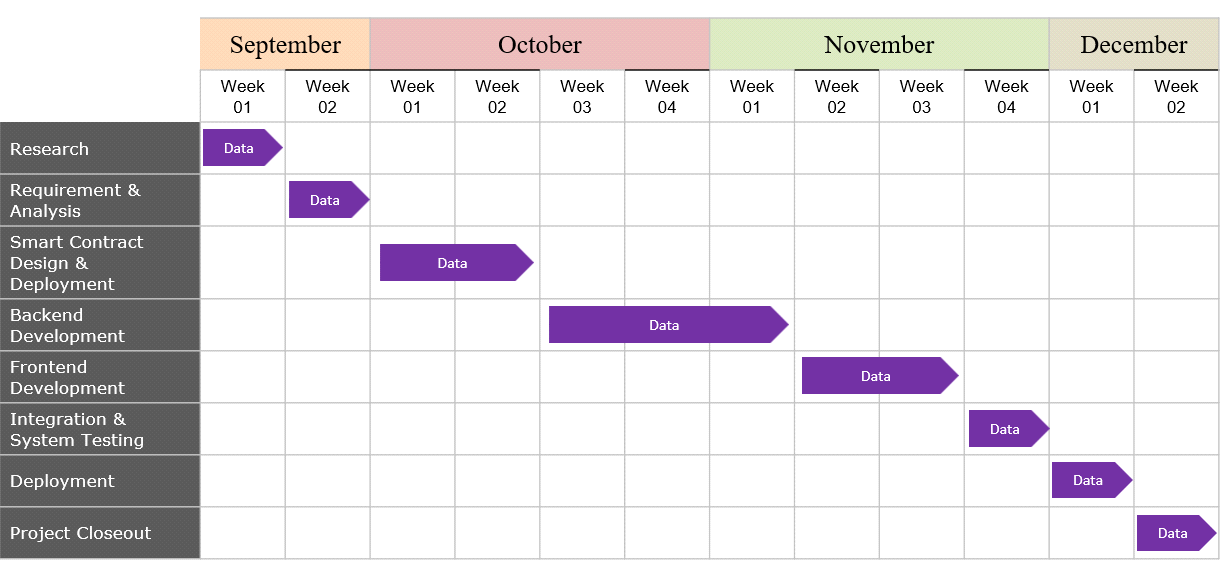 September October November December
Week Week Week Week Week Week Week Week Week Week Week Week
01 02 01 02 03 04 01 02 03 04 01 02
Research Data
Requirement &
Analysis
Data
Smart Contract
Design &
Deployment
Data
Backend
Development
Data
Frontend
Development
Data
Integration &
System Testing
Data
Deployment Data
Project Closeout Data